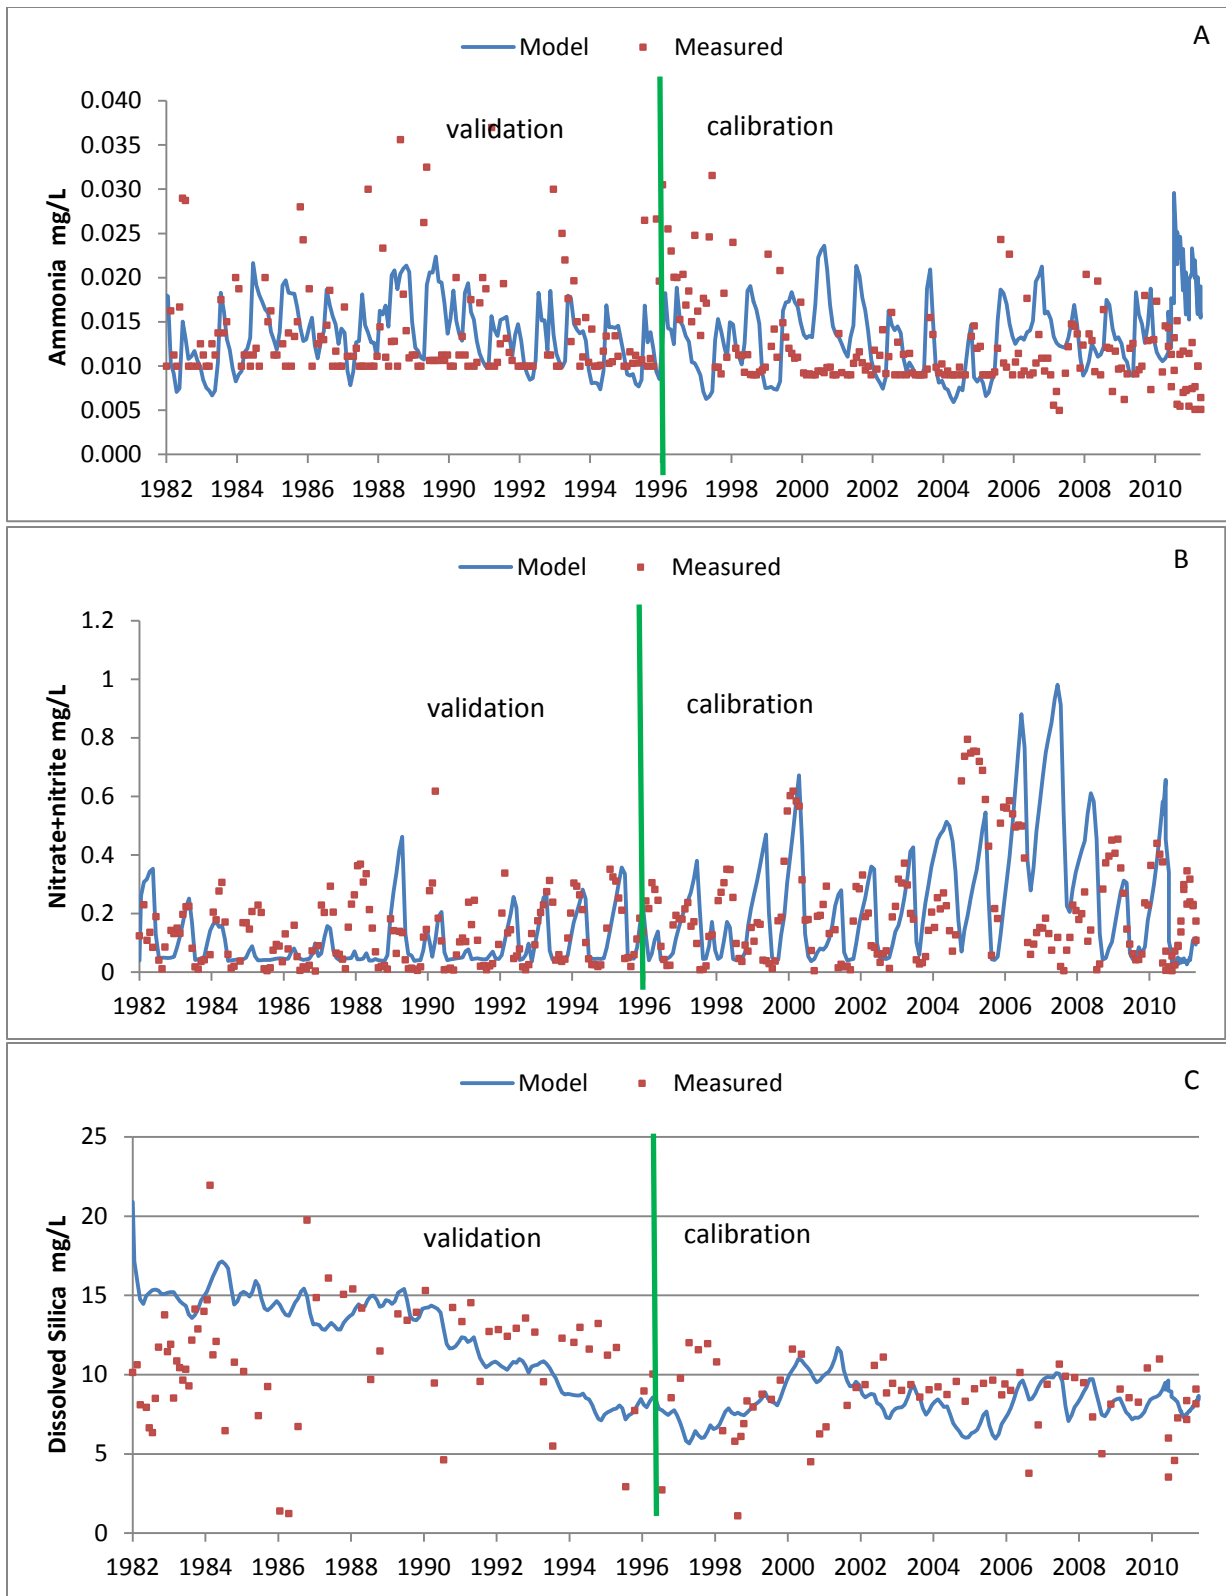 A
Model Measured
0.040
validation calibration
0.035
0.030
0.025
0.020
0.015
0.010
0.005
0.000
Ammonia mg/L
1982 1984 1986 1988 1990 1992 1994 1996 1998 2000 2002 2004 2006 2008 2010
B
Model Measured
1.2
1
validation calibration
0.8
0.6
0.4
0.2
0
Nitrate+nitrite mg/L
1982 1984 1986 1988 1990 1992 1994 1996 1998 2000 2002 2004 2006 2008 2010
C
Model Measured
25
20
validation calibration
15
10
5
0
Dissolved Silica mg/L
1982 1984 1986 1988 1990 1992 1994 1996 1998 2000 2002 2004 2006 2008 2010